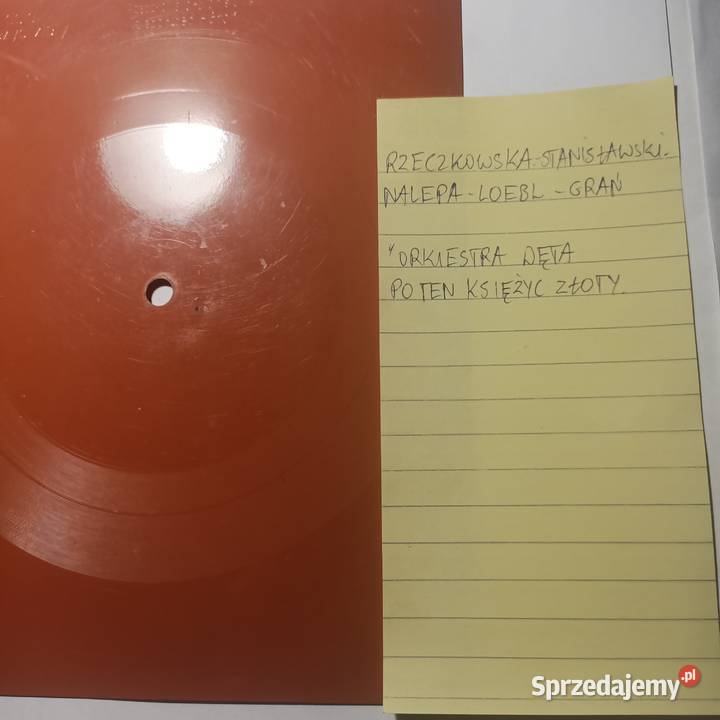 RZECZKOWSKA-STANISŁAWSKI-
NALEPA-LOEBL-GRAŃ
"ORKIESTRA DĘTA
PO TEN KSIĘŻYC ZŁOTY
Sprzedajemy.pl